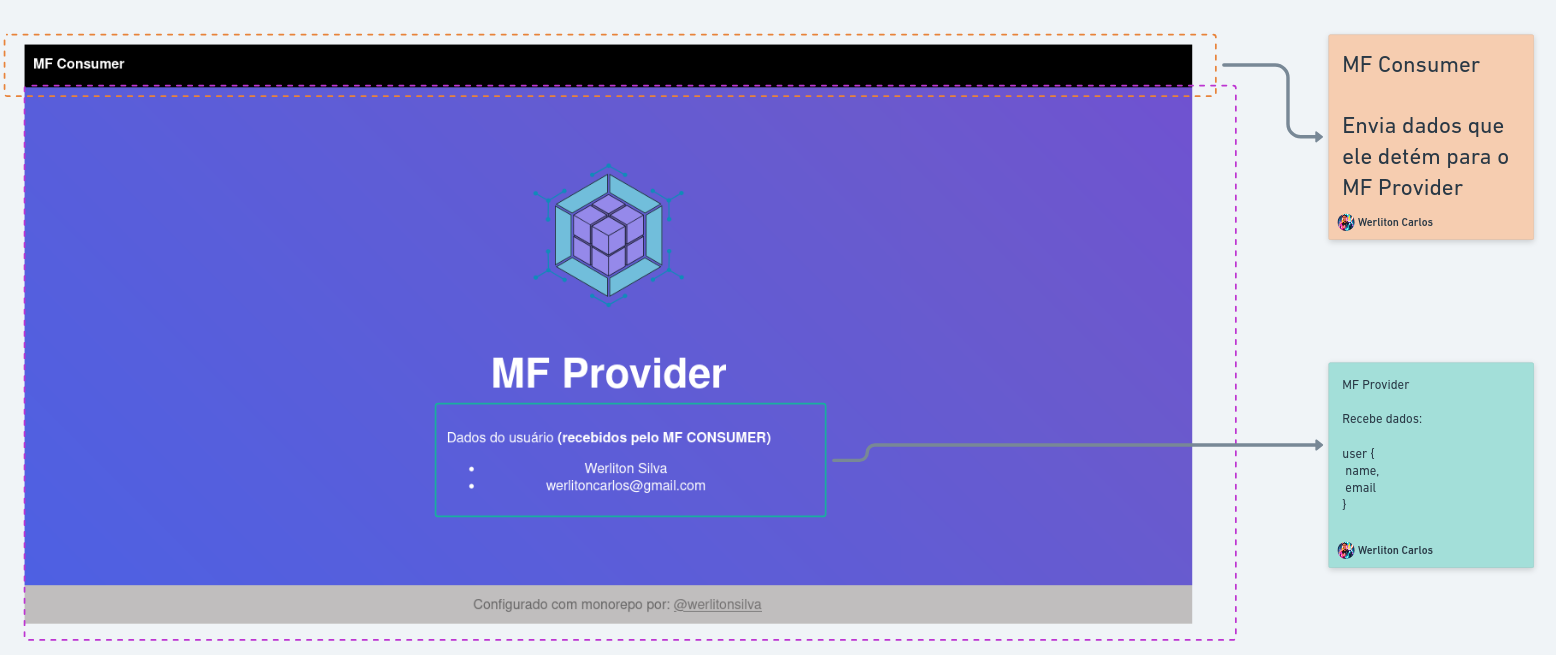 MF Consumer
MF Provider
Dados do usuário (recebidos pelo MF CONSUMER)
Werliton Silva
werlitoncarlos@gmail.com
Configurado com monorepo por: @werlitonsilva
MF Consumer
Envia dados que
ele detém para o
MF Provider
Werliton Carlos
MF Provider
Recebe dados:
user {
name,
email
}
Werliton Carlos